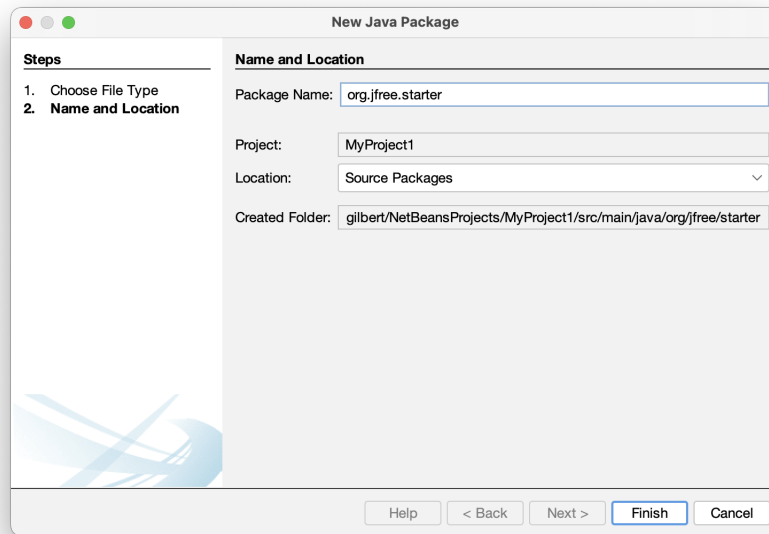 New Java Package
Steps
1. Choose File Type
2. Name and Location
Name and Location
Package Name: org.jfree.starter
Project: MyProject1
Location: Source Packages
Created Folder: gilbert/NetBeansProjects/MyProject1/src/main/java/org/jfree/starter
Help < Back Next > Finish Cancel